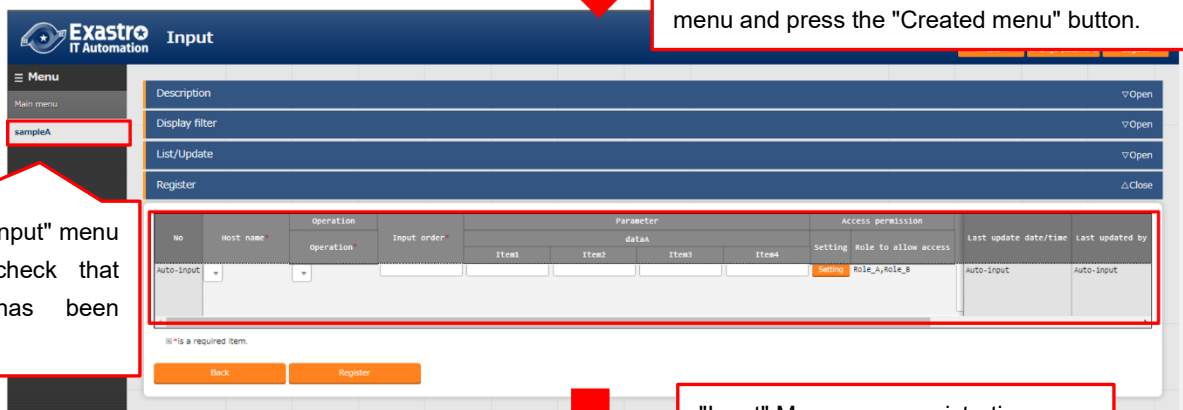 menu and press the "Created menu" button.
Exastro
IT Automation
Input
Menu
Main menu
sampleA
Description ▽Open
Display filter ▽Open
List/Update ▽Open
Register △Close
nput" menu
check that
has been
No Host name* Operation Input order* Parameter Access permission Last update date/time Last updated by
Operation* dataA Setting Role to allow access
Item1 Item2 Item3 Item4
Auto-input Setting Role_A,Role_B Auto-input Auto-input
※*is a required item.
Back Register